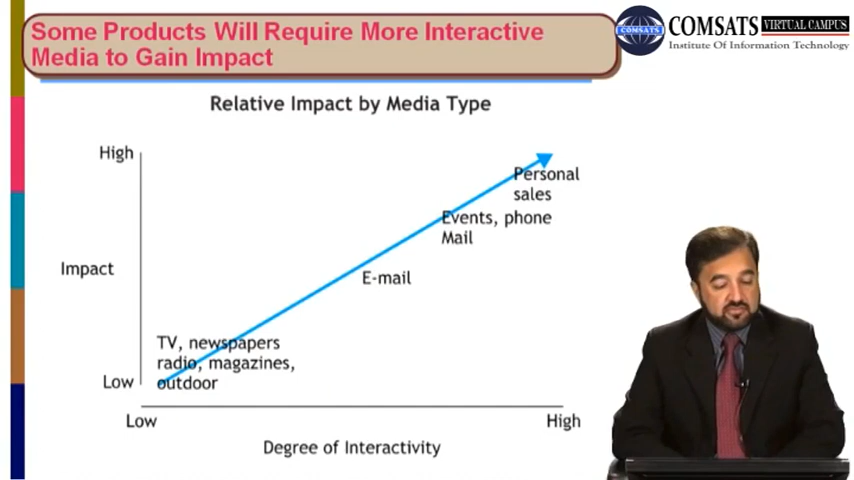 Some Products Will Require More Interactive
Media to Gain Impact
COMSATS
COMSATS VIRTUAL CAMPUS
Institute Of Information Technology
Relative Impact by Media Type
High
Personal
sales
Events, phone
Mail
Impact
E-mail
TV, newspapers
radio, magazines,
outdoor
Low
Low
High
Degree of Interactivity